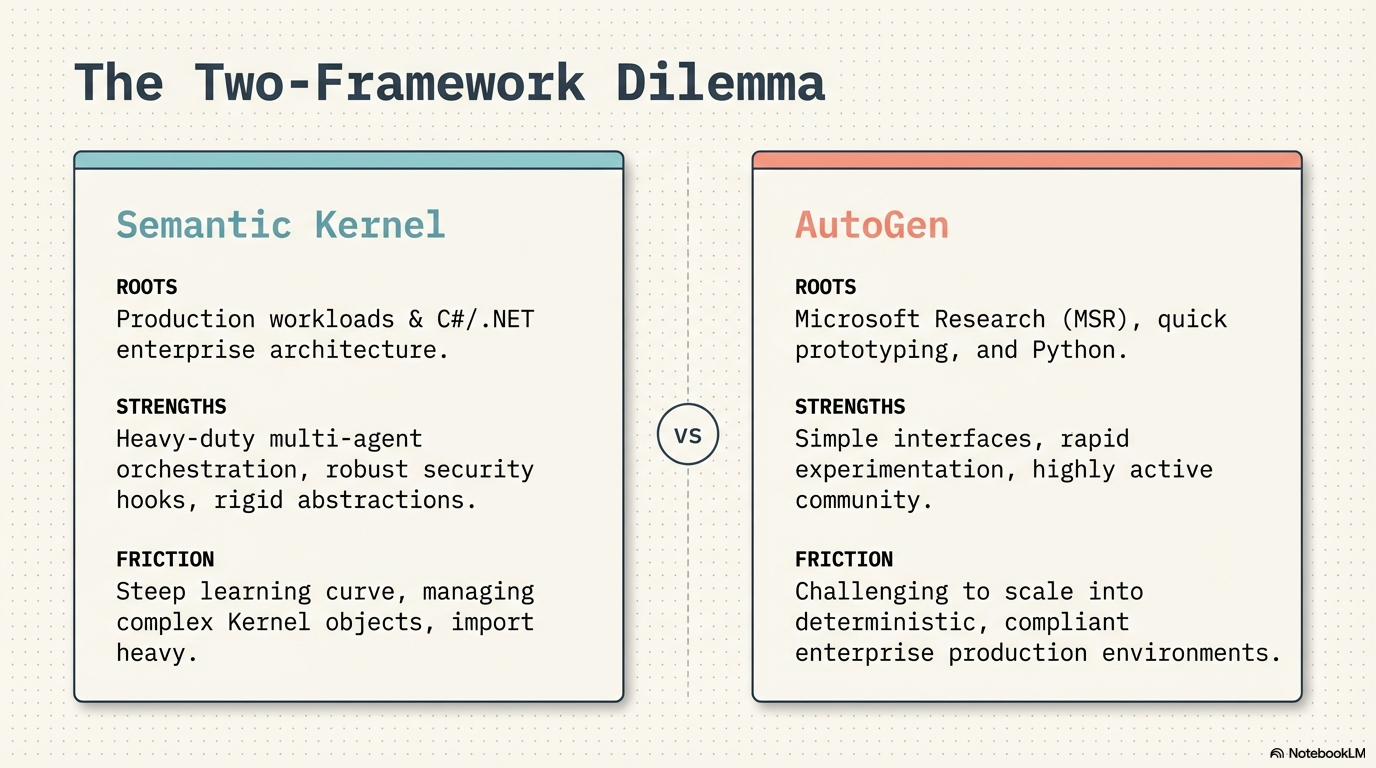 The Two-Framework Dilemma
Semantic Kernel
ROOTS
Production workloads & C#/.NET
enterprise architecture.
STRENGTHS
Heavy-duty multi-agent
orchestration, robust security
hooks, rigid abstractions.
FRICTION
Steep learning curve, managing
complex Kernel objects, import
heavy.
VS
AutoGen
ROOTS
Microsoft Research (MSR), quick
prototyping, and Python.
STRENGTHS
Simple interfaces, rapid
experimentation, highly active
community.
FRICTION
Challenging to scale into
deterministic, compliant
enterprise production environments.
NotebookLM